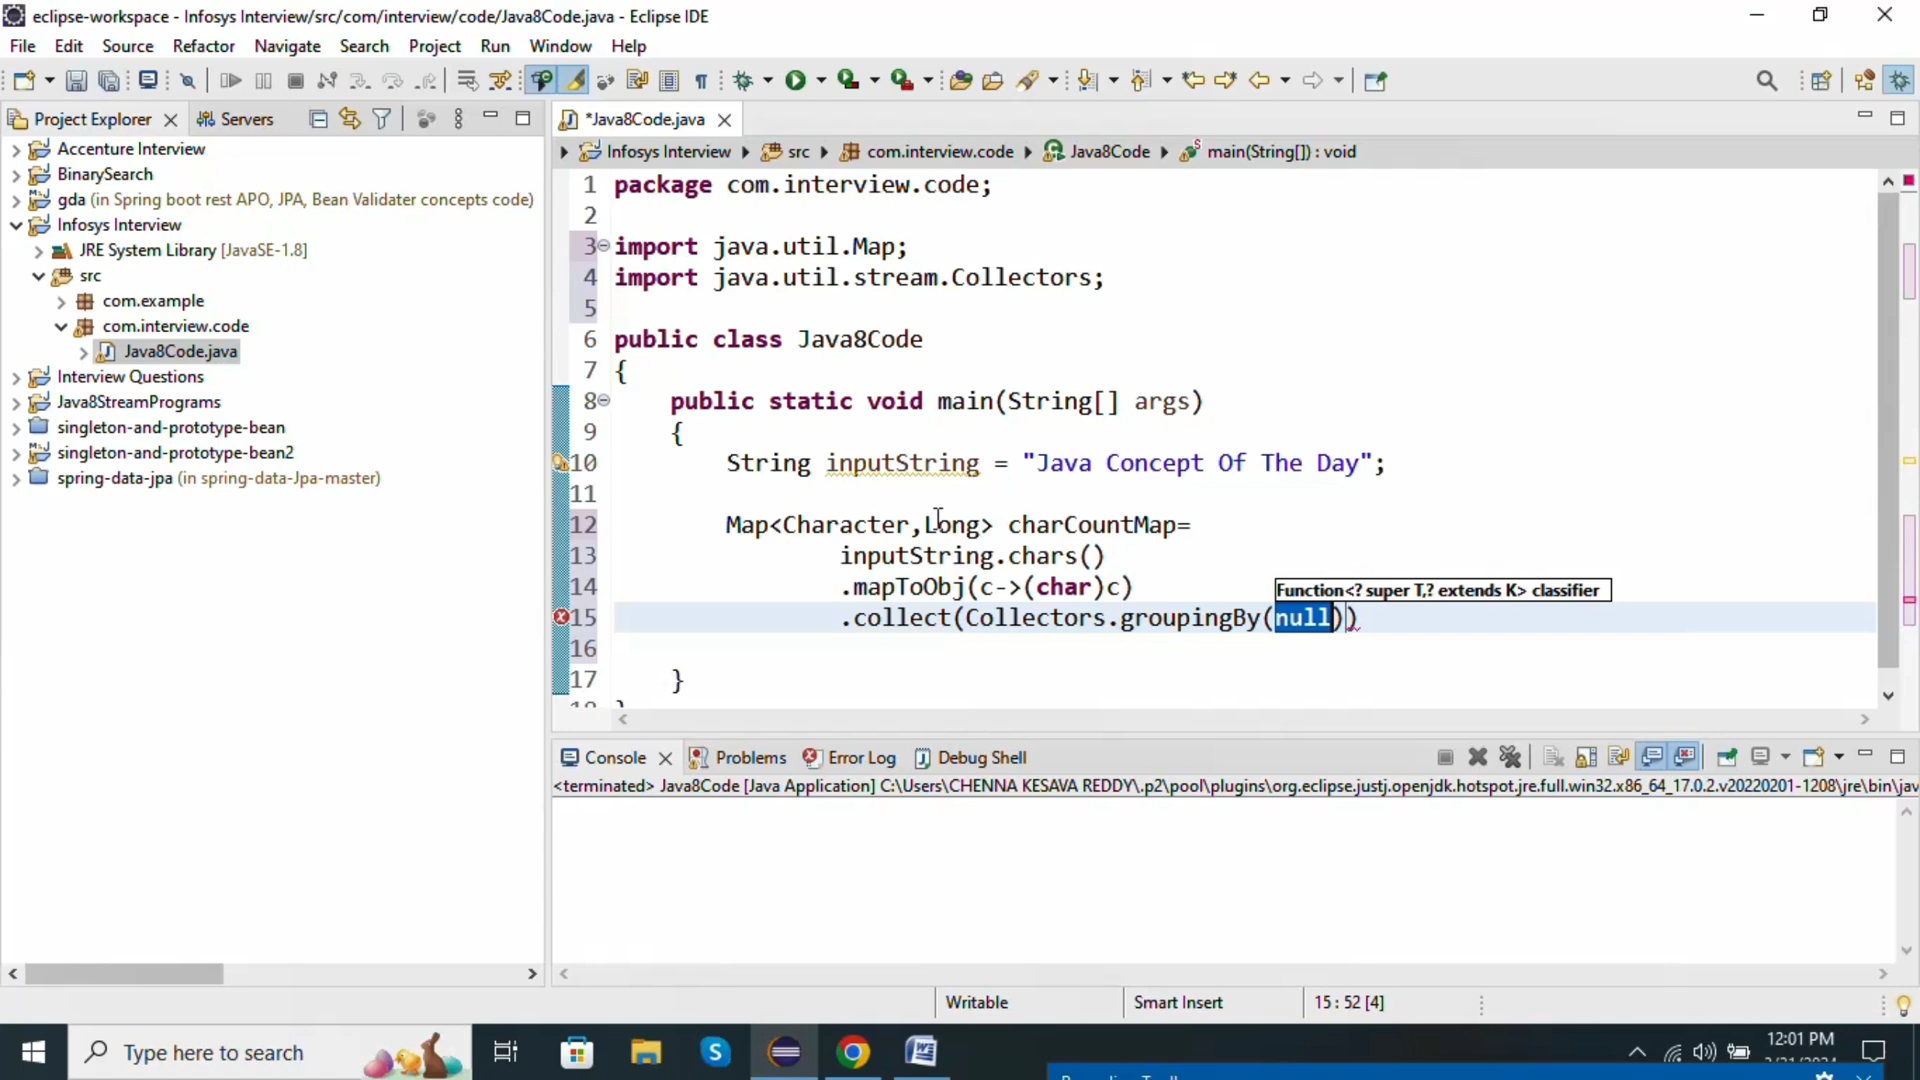 eclipse-workspace - Infosys Interview/src/com/interview/code/Java8Code.java - Eclipse IDE
File Edit Source Refactor Navigate Search Project Run Window Help
Project Explorer Servers
Accenture Interview
BinarySearch
gda (in Spring boot rest APO, JPA, Bean Validater concepts code)
Infosys Interview
JRE System Library [JavaSE-1.8]
src
com.example
com.interview.code
Java8Code.java
Interview Questions
Java8StreamPrograms
singleton-and-prototype-bean
singleton-and-prototype-bean2
spring-data-jpa (in spring-data-Jpa-master)
*Java8Code.java
Infosys Interview src com.interview.code Java8Code main(String[]) : void
1 package com.interview.code;
2
3 import java.util.Map;
4 import java.util.stream.Collectors;
5
6 public class Java8Code
7 {
8 public static void main(String[] args)
9 {
10 String inputString = "Java Concept Of The Day";
11
12 Map<Character,Long> charCountMap=
13 inputString.chars()
14 .mapToObj(c->(char)c)
Function<? super T,? extends K> classifier
15 .collect(Collectors.groupingBy(null))
16
17 }
Console Problems Error Log Debug Shell
<terminated> Java8Code [Java Application] C:\Users\CHENNA KESAVA REDDY\.p2\pool\plugins\org.eclipse.justj.openjdk.hotspot.jre.full.win32.x86_64_17.0.2.v20220201-1208\jre\bin\jav
Writable Smart Insert 15 : 52 [4]
Type here to search
12:01 PM